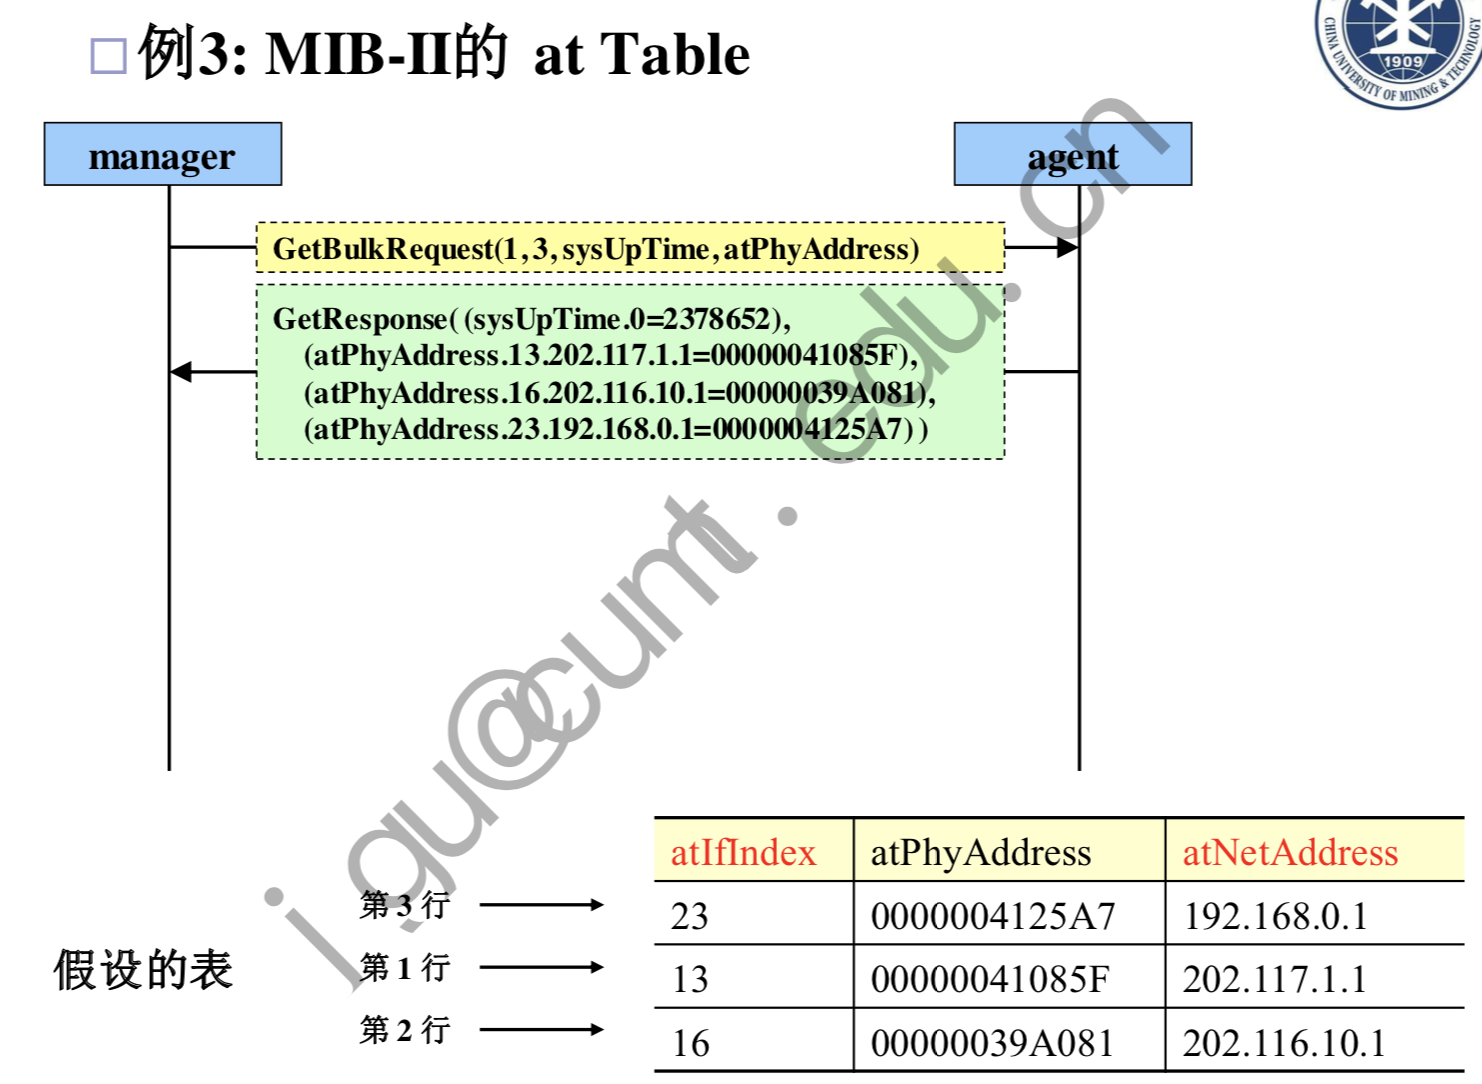 例3: MIB-II的 at Table
CHINA UNIVERSITY OF MINING & TECHNOLOGY
1909
manager
agent
GetBulkRequest(1, 3, sysUpTime, atPhyAddress)
GetResponse( (sysUpTime.0=2378652),
(atPhyAddress.13.202.117.1.1=00000041085F),
(atPhyAddress.16.202.116.10.1=00000039A081),
(atPhyAddress.23.192.168.0.1=0000004125A7) )
假设的表
第 3 行
第 1 行
第 2 行
atIfIndex atPhyAddress atNetAddress
23 0000004125A7 192.168.0.1
13 00000041085F 202.117.1.1
16 00000039A081 202.116.10.1